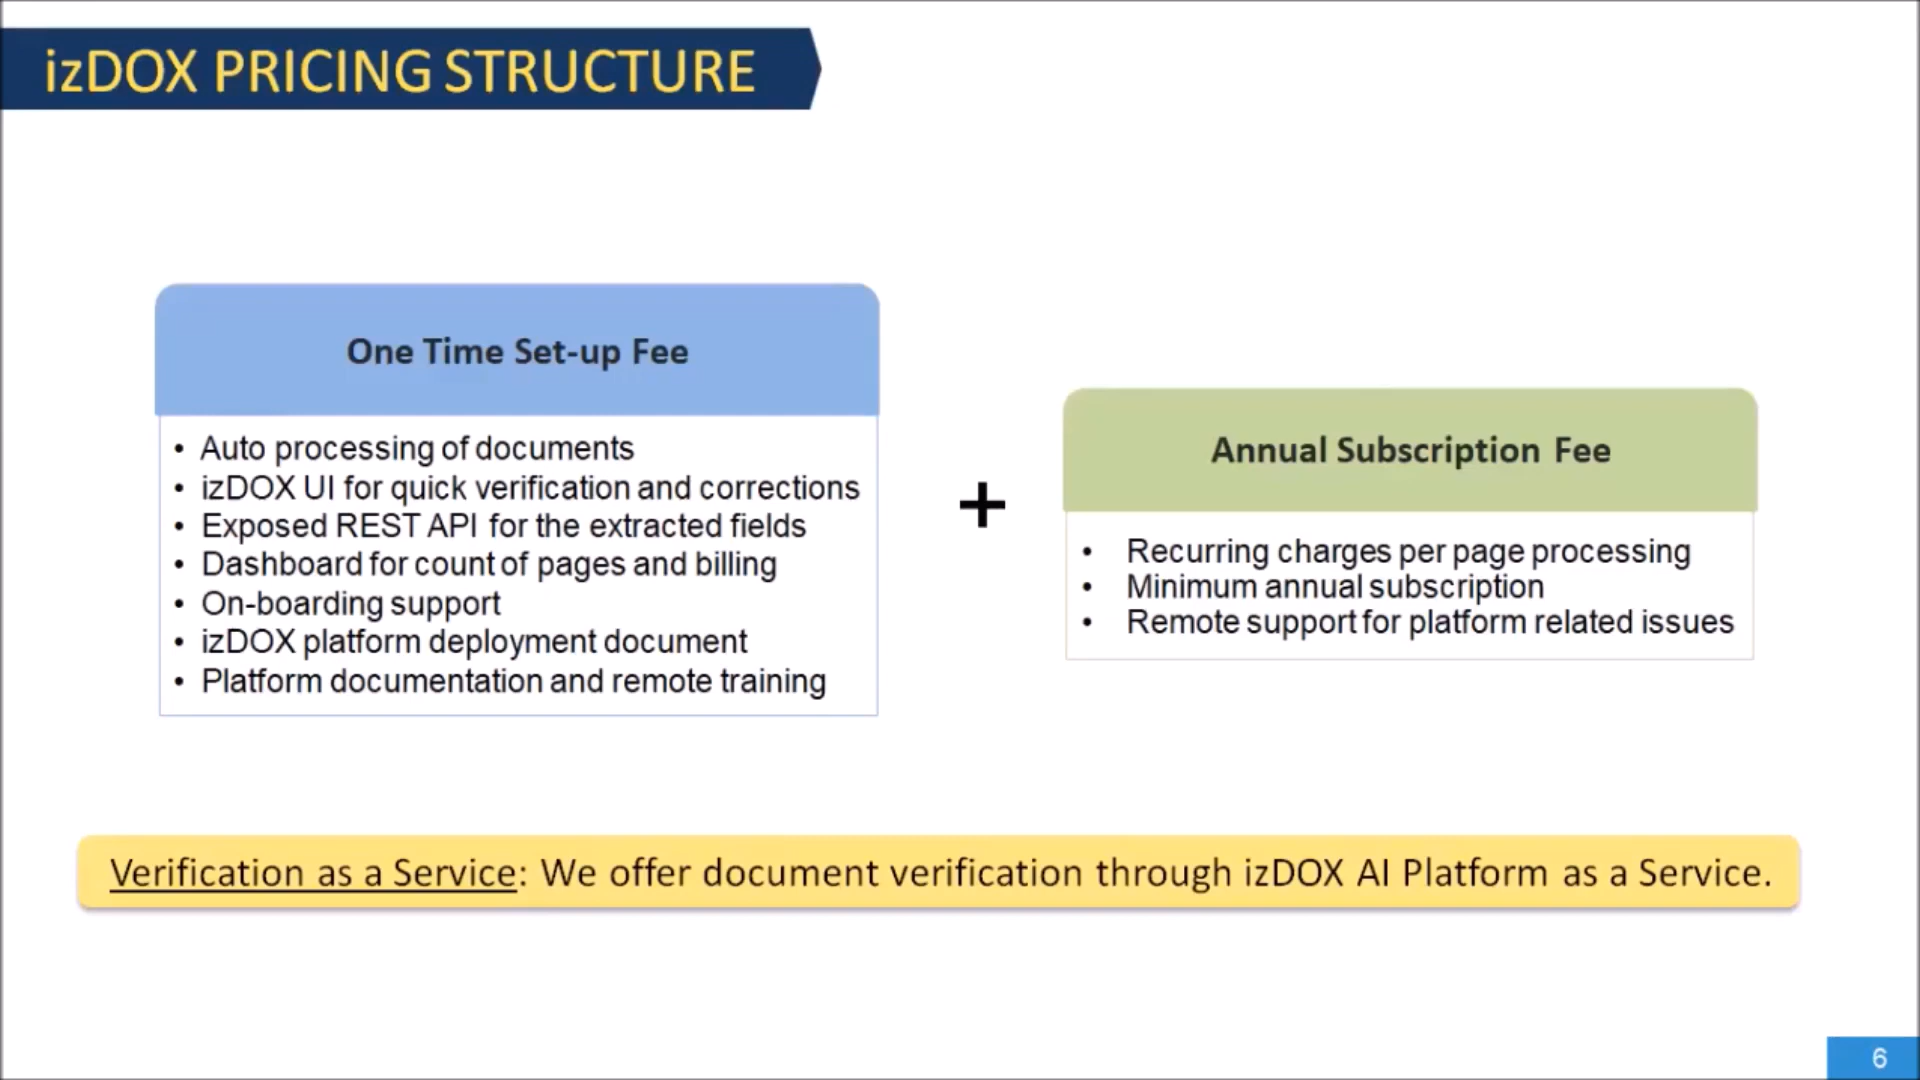 izDOX PRICING STRUCTURE
One Time Set-up Fee
• Auto processing of documents
• izDOX UI for quick verification and corrections
• Exposed REST API for the extracted fields
• Dashboard for count of pages and billing
• On-boarding support
• izDOX platform deployment document
• Platform documentation and remote training
+
Annual Subscription Fee
• Recurring charges per page processing
• Minimum annual subscription
• Remote support for platform related issues
Verification as a Service: We offer document verification through izDOX AI Platform as a Service.
6